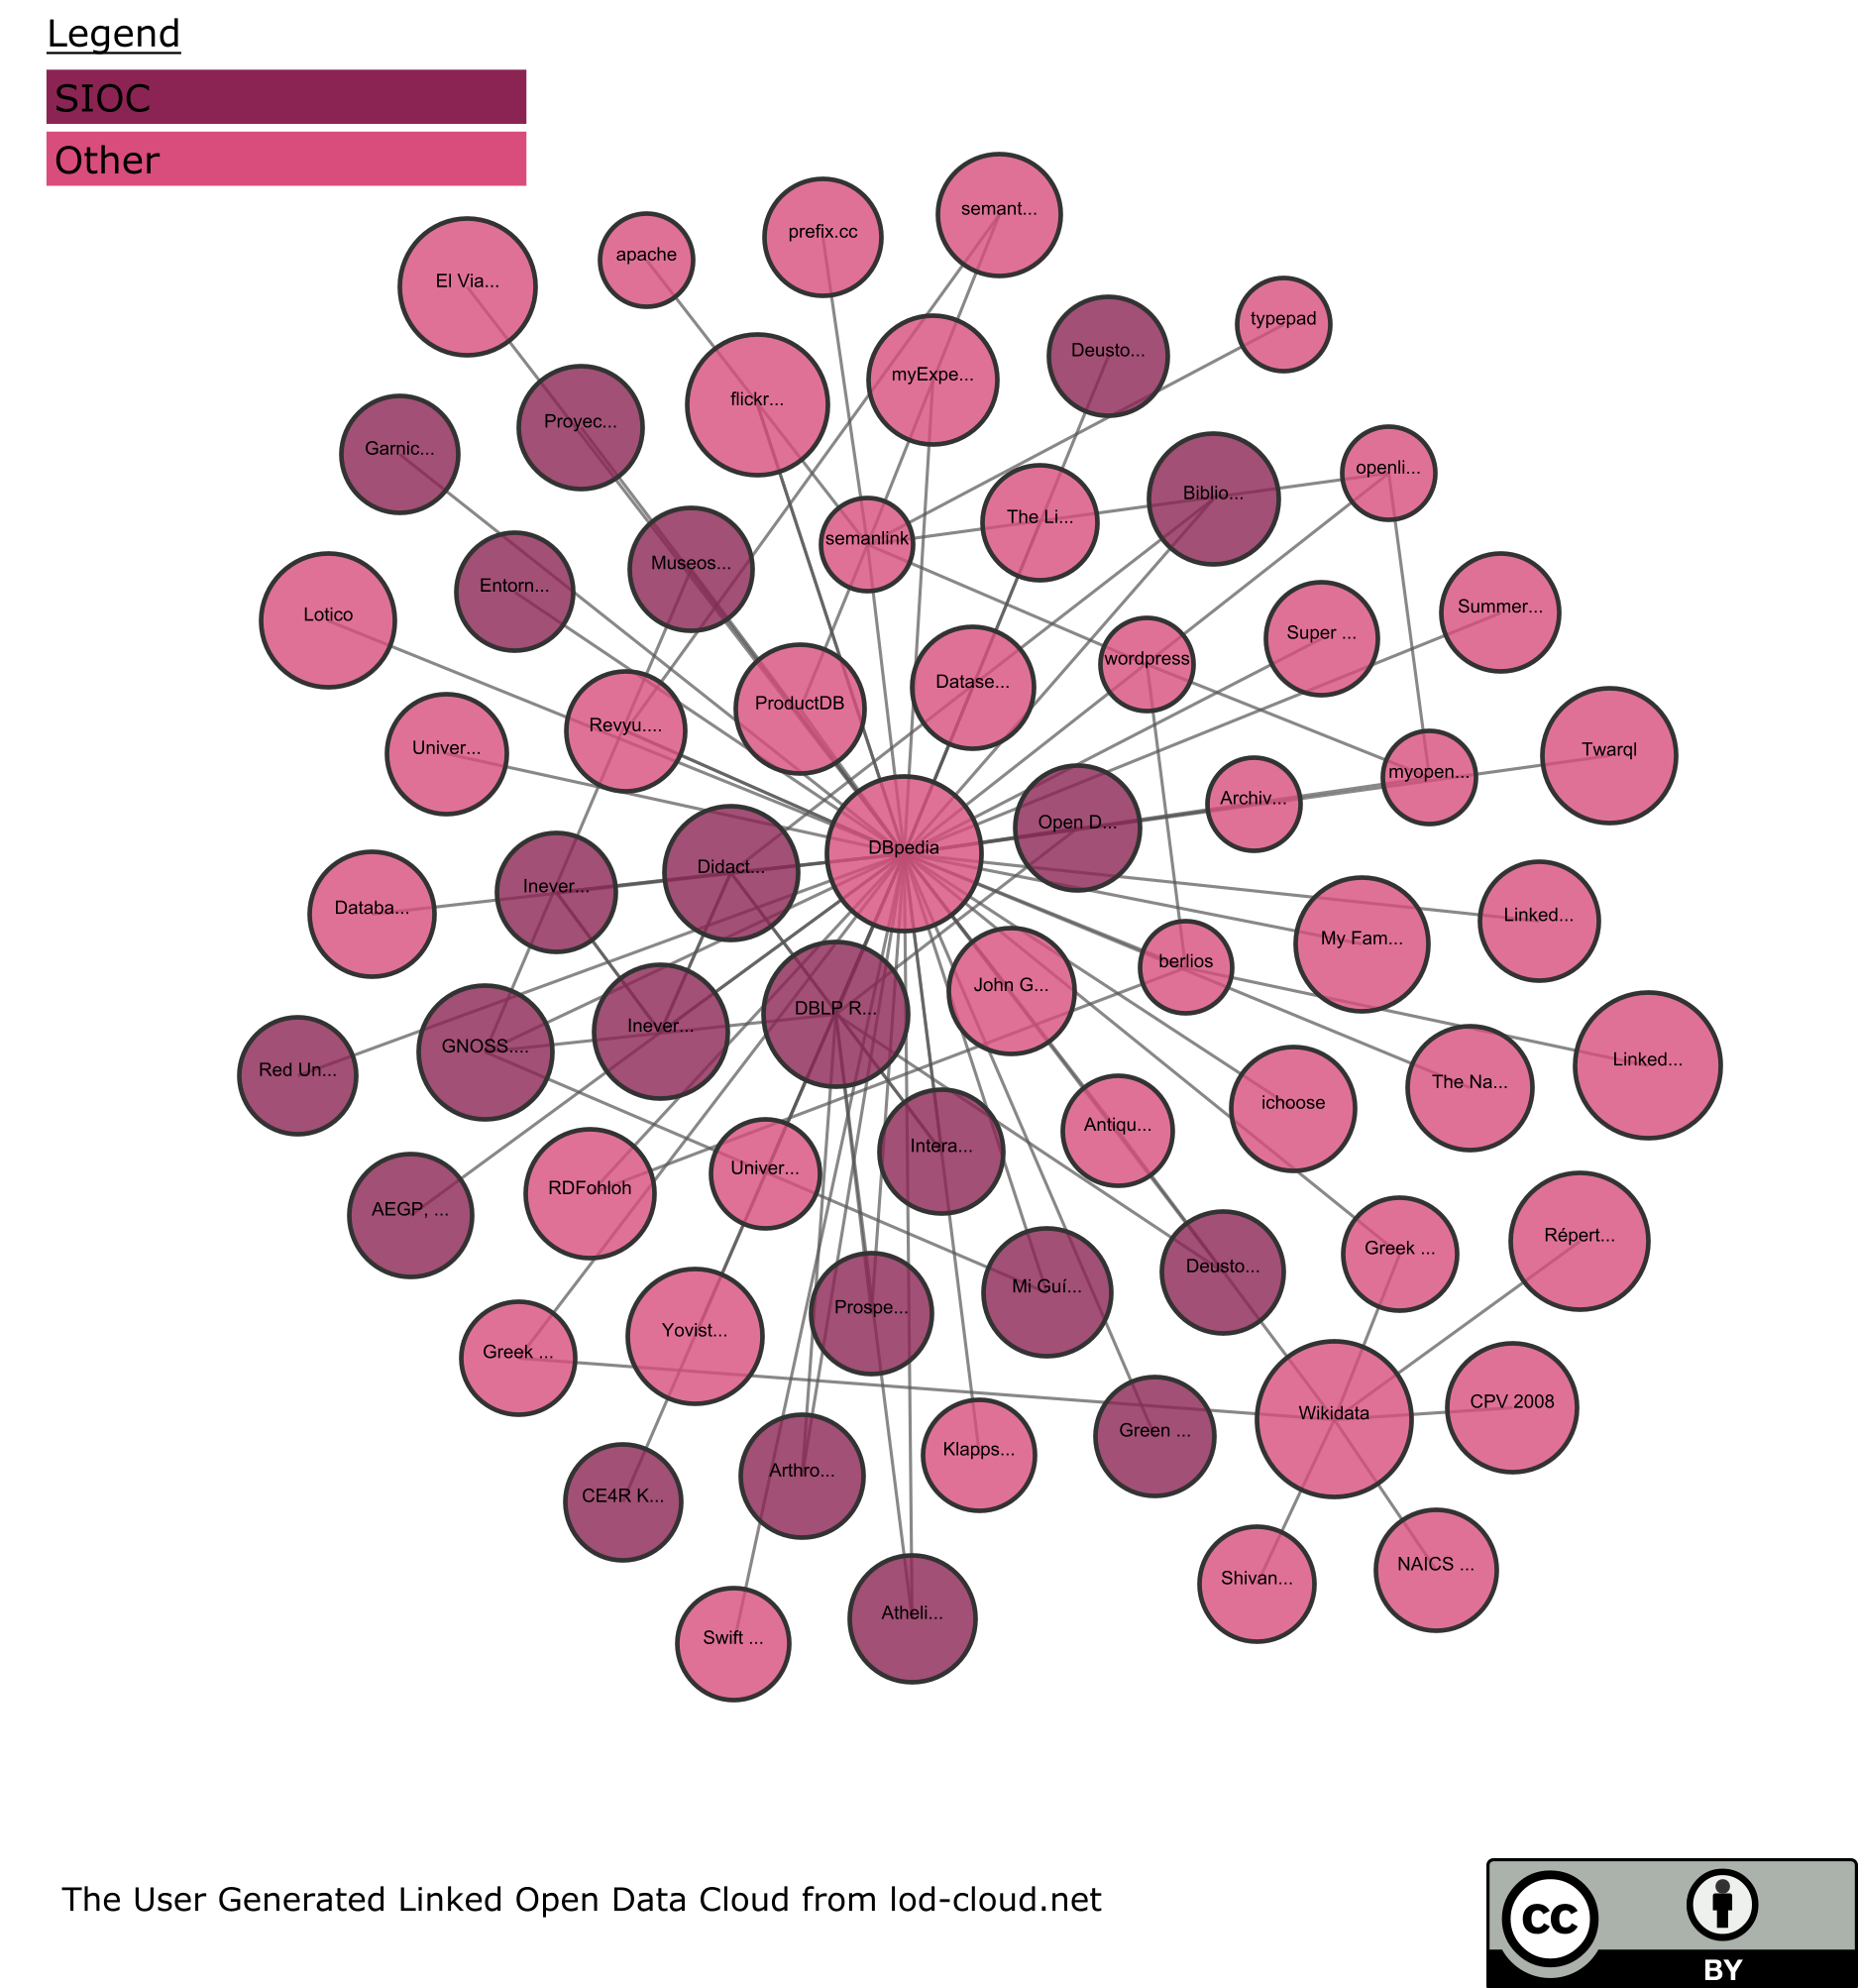 Legend
SIOC
Other
semant...
prefix.cc
apache
El Via...
typepad
Deusto...
myExpe...
flickr...
Proyec...
Garnic...
openli...
Biblio...
The Li...
semanlink
Museos...
Entorn...
Lotico
Summer...
Super ...
wordpress
Datase...
ProductDB
Revyu....
Univer...
Twarql
myopen...
Archiv...
Open D...
DBpedia
Didact...
Inever...
Databa...
Linked...
My Fam...
berlios
John G...
DBLP R...
Inever...
GNOSS....
Red Un...
Linked...
The Na...
ichoose
Antiqu...
Intera...
Univer...
RDFohloh
AEGP, ...
Répert...
Greek ...
Deusto...
Mi Guí...
Prospe...
Yovist...
Greek ...
CPV 2008
Wikidata
Green ...
Klapps...
Arthro...
CE4R K...
NAICS ...
Shivan...
Atheli...
Swift ...
The User Generated Linked Open Data Cloud from lod-cloud.net
cc
BY